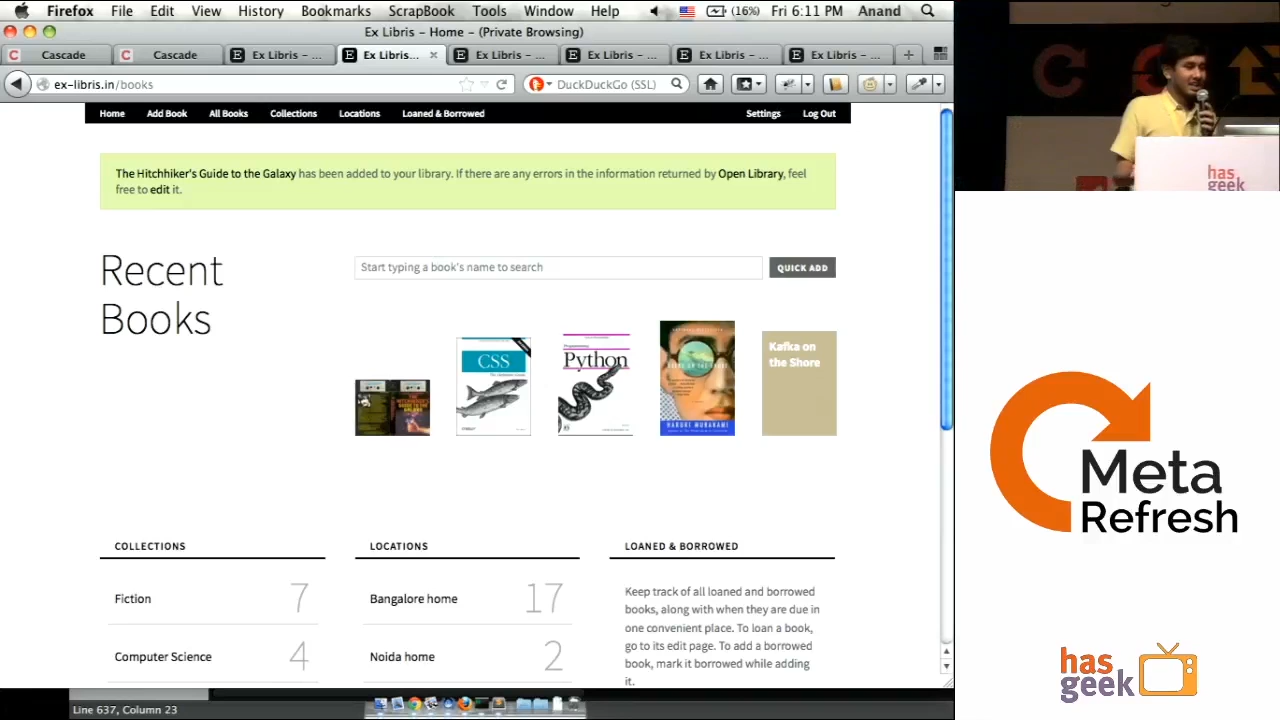 Firefox File Edit View History Bookmarks ScrapBook Tools Window Help (16%) Fri 6:11 PM Anand
Ex Libris – Home – (Private Browsing)
Cascade Cascade Ex Libris – ... Ex Libris... Ex Libris – ... Ex Libris – ... Ex Libris – ... Ex Libris – ...
ex-libris.in/books DuckDuckGo (SSL)
Home Add Book All Books Collections Locations Loaned & Borrowed Settings Log Out
The Hitchhiker's Guide to the Galaxy has been added to your library. If there are any errors in the information returned by Open Library, feel
free to edit it.
Recent
Books
Start typing a book's name to search QUICK ADD
CSS
Python
HARUKI MURAKAMI
Kafka on
the Shore
COLLECTIONS LOCATIONS LOANED & BORROWED
Fiction 7
Computer Science 4
Bangalore home 17
Noida home 2
Keep track of all loaned and borrowed
books, along with when they are due in
one convenient place. To loan a book,
go to its edit page. To add a borrowed
book, mark it borrowed while adding
it.
Line 637, Column 23
has
geek
Meta
Refresh
has
geek